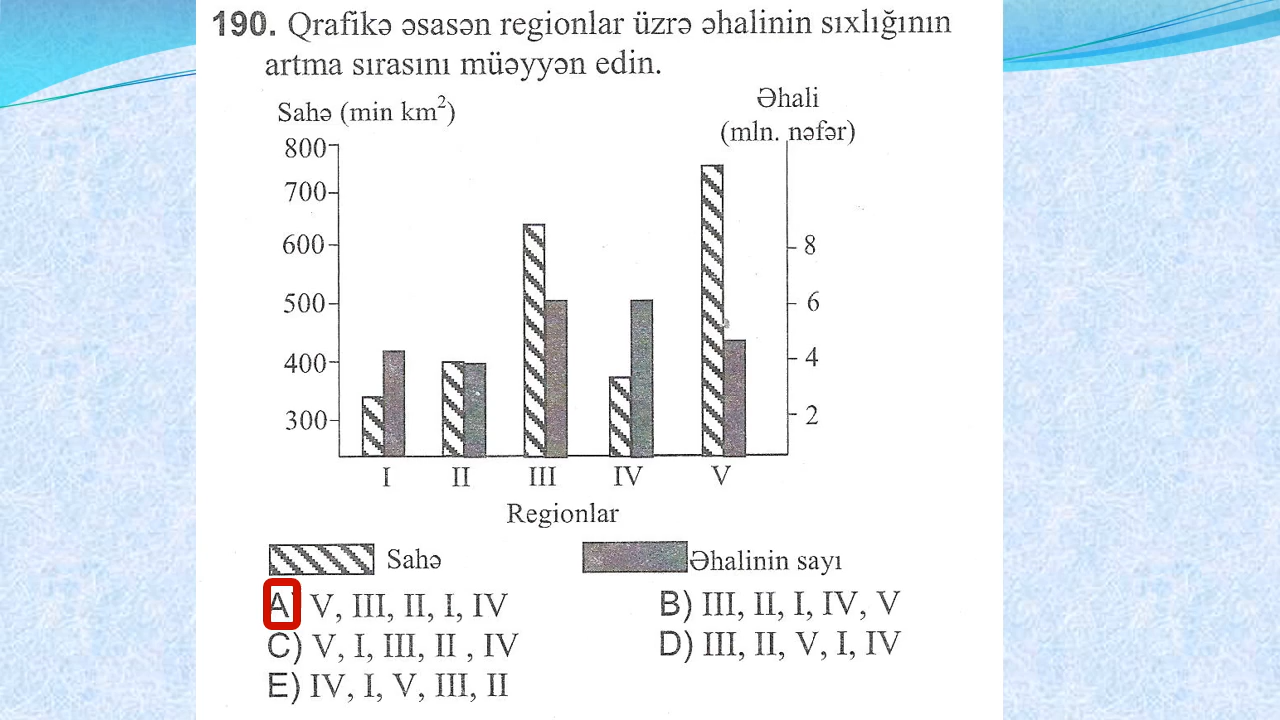 190. Qrafikə əsasən regionlar üzrə əhalinin sıxlığının
artma sırasını müəyyən edin.
Sahə (min km²)
Əhali
(mln. nəfər)
800
700
600
500
400
300
8
6
4
2
I II III IV V
Regionlar
Sahə
Əhalinin sayı
A) V, III, II, I, IV
B) III, II, I, IV, V
C) V, I, III, II , IV
D) III, II, V, I, IV
E) IV, I, V, III, II